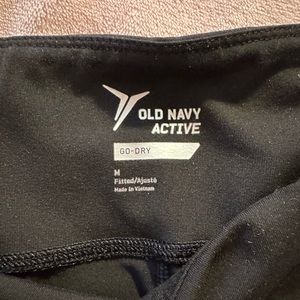 OLD NAVY
ACTIVE
GO-DRY
M
Fitted/Ajusté
Made in Vietnam